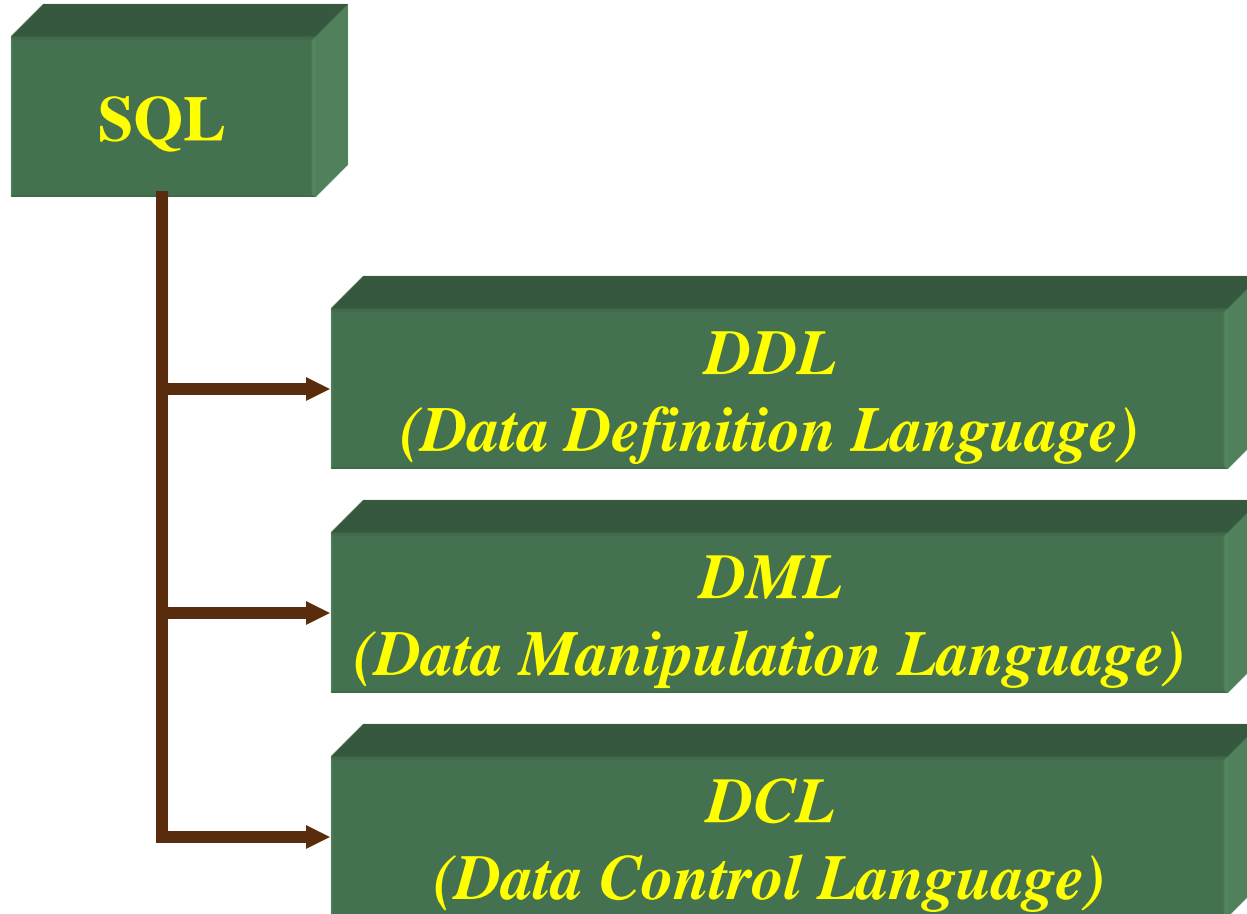 SQL
DDL
(Data Definition Language)
DML
(Data Manipulation Language)
DCL
(Data Control Language)